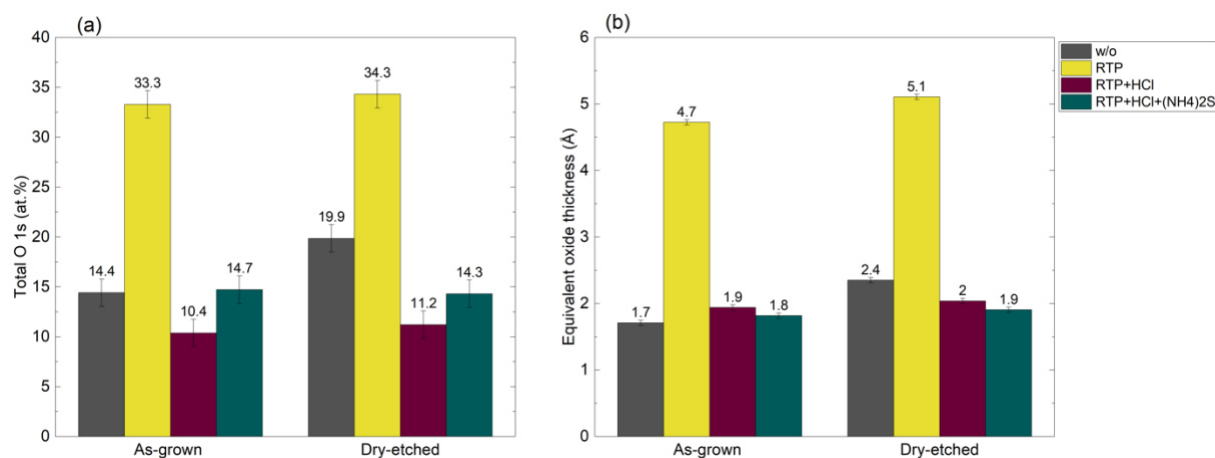 (a)
Total O 1s (at.%)
40
35
30
25
20
15
10
5
0
14.4
33.3
10.4
14.7
19.9
34.3
11.2
14.3
As-grown
Dry-etched
(b)
Equivalent oxide thickness (Å)
6
5
4
3
2
1
0
1.7
4.7
1.9
1.8
2.4
5.1
2
1.9
As-grown
Dry-etched
w/o
RTP
RTP+HCl
RTP+HCl+(NH4)2S